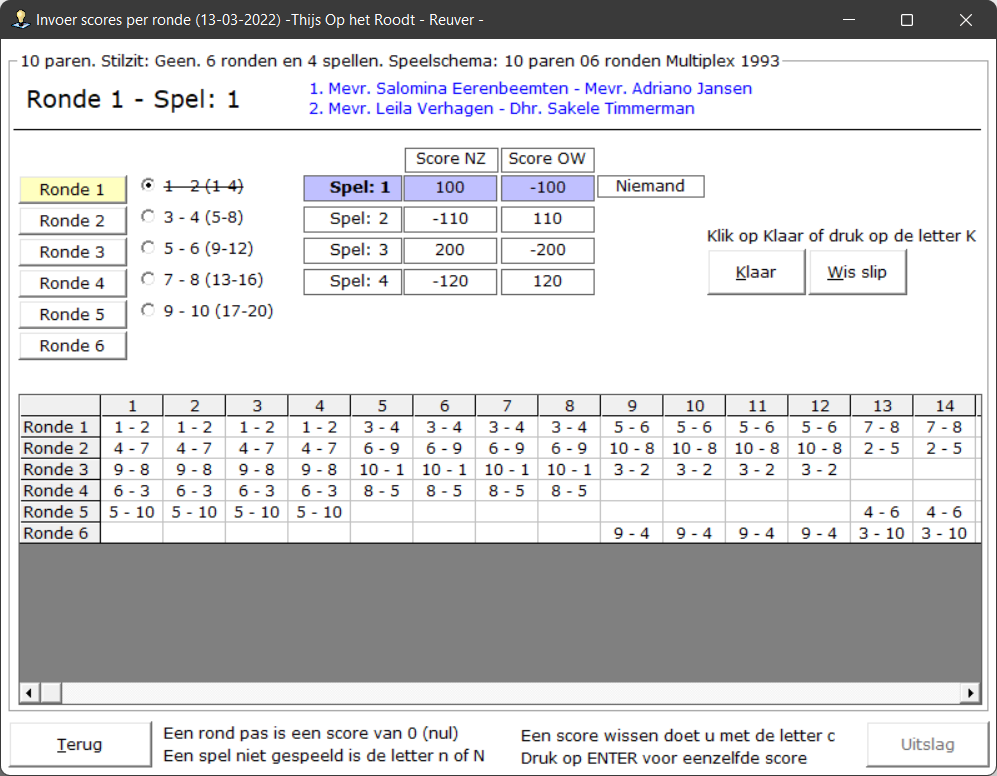 Invoer scores per ronde (13-03-2022) -Thijs Op het Roodt - Reuver -
10 paren. Stilzit: Geen. 6 ronden en 4 spellen. Speelschema: 10 paren 06 ronden Multiplex 1993
Ronde 1 - Spel: 1
1. Mevr. Salomina Eerenbeemten - Mevr. Adriano Jansen
2. Mevr. Leila Verhagen - Dhr. Sakele Timmerman
Score NZ Score OW
Ronde 1 1 - 2 (1-4) Spel: 1 100 -100 Niemand
Ronde 2 3 - 4 (5-8) Spel: 2 -110 110
Klik op Klaar of druk op de letter K
Ronde 3 5 - 6 (9-12) Spel: 3 200 -200
Klaar Wis slip
Ronde 4 7 - 8 (13-16) Spel: 4 -120 120
Ronde 5 9 - 10 (17-20)
Ronde 6
1 2 3 4 5 6 7 8 9 10 11 12 13 14
Ronde 1 1 - 2 1 - 2 1 - 2 1 - 2 3 - 4 3 - 4 3 - 4 3 - 4 5 - 6 5 - 6 5 - 6 5 - 6 7 - 8 7 - 8
Ronde 2 4 - 7 4 - 7 4 - 7 4 - 7 6 - 9 6 - 9 6 - 9 6 - 9 10 - 8 10 - 8 10 - 8 10 - 8 2 - 5 2 - 5
Ronde 3 9 - 8 9 - 8 9 - 8 9 - 8 10 - 1 10 - 1 10 - 1 10 - 1 3 - 2 3 - 2 3 - 2 3 - 2
Ronde 4 6 - 3 6 - 3 6 - 3 6 - 3 8 - 5 8 - 5 8 - 5 8 - 5
Ronde 5 5 - 10 5 - 10 5 - 10 5 - 10 4 - 6 4 - 6
Ronde 6 9 - 4 9 - 4 9 - 4 9 - 4 3 - 10 3 - 10
Terug
Een rond pas is een score van 0 (nul)
Een spel niet gespeeld is de letter n of N
Een score wissen doet u met de letter c
Druk op ENTER voor eenzelfde score
Uitslag